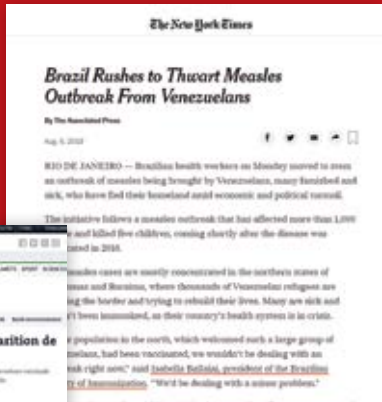 The New York Times
Brazil Rushes to Thwart Measles
Outbreak From Venezuelans
By The Associated Press
Aug. 6, 2018
RIO DE JANEIRO — Brazilian health workers on Monday moved to stem
an outbreak of measles being brought by Venezuelans, many famished and
sick, who have fled their homeland amid economic and political turmoil.
The initiative follows a measles outbreak that has affected more than 1,000
and killed five children, coming shortly after the disease was
in 2016.
cases are mostly concentrated in the northern states of
and Roraima, where thousands of Venezuelan refugees are
ing the border and trying to rebuild their lives. Many are sick and
't been immunized, as their country's health system is in crisis.
population in the north, which welcomed such a large group of
had been vaccinated, we wouldn't be dealing with an
right now," said Isabella Ballalai, president of the Brazilian
of Immunization. "We'd be dealing with a minor problem."
SPORT
de